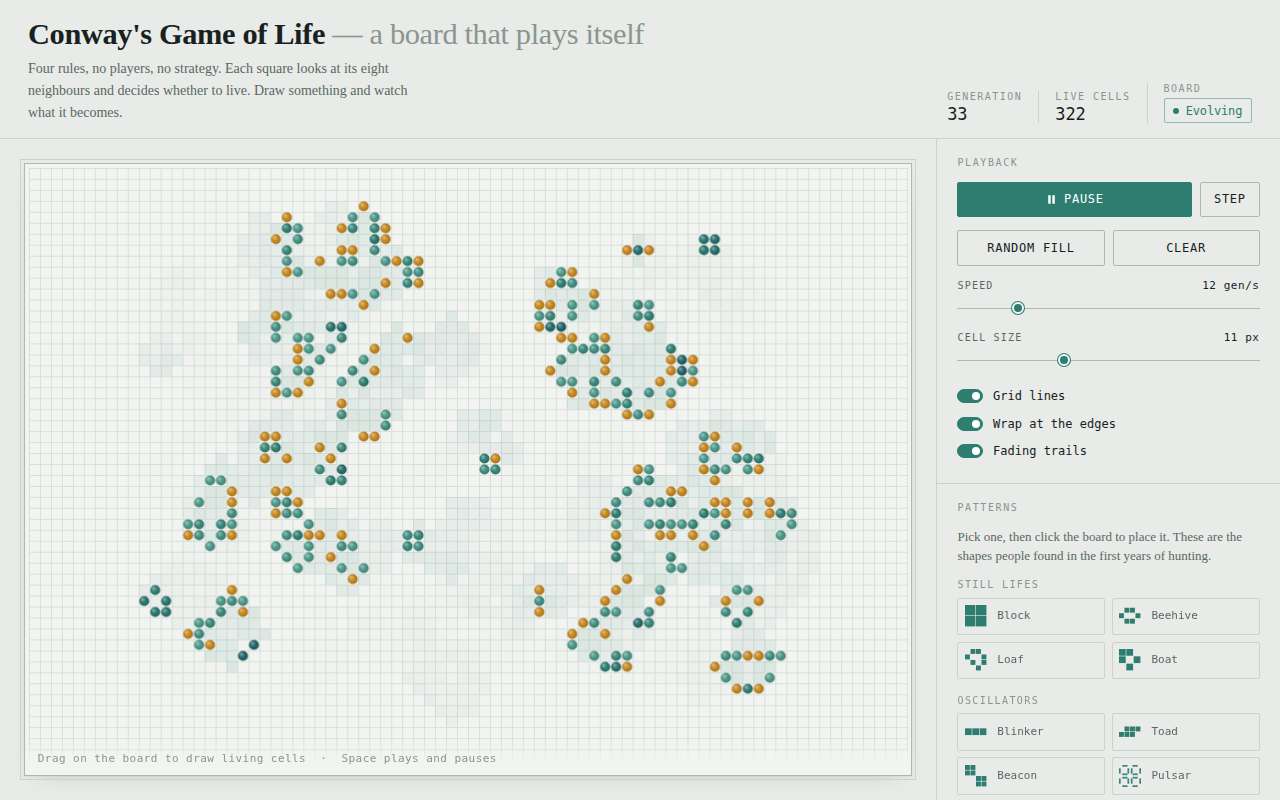 Conway's Game of Life — a board that plays itself
Four rules, no players, no strategy. Each square looks at its eight
neighbours and decides whether to live. Draw something and watch
what it becomes.
GENERATION
33
LIVE CELLS
322
BOARD
Evolving
Drag on the board to draw living cells · Space plays and pauses
PLAYBACK
PAUSE
STEP
RANDOM FILL
CLEAR
SPEED
12 gen/s
CELL SIZE
11 px
Grid lines
Wrap at the edges
Fading trails
PATTERNS
Pick one, then click the board to place it. These are the
shapes people found in the first years of hunting.
STILL LIFES
Block
Beehive
Loaf
Boat
OSCILLATORS
Blinker
Toad
Beacon
Pulsar